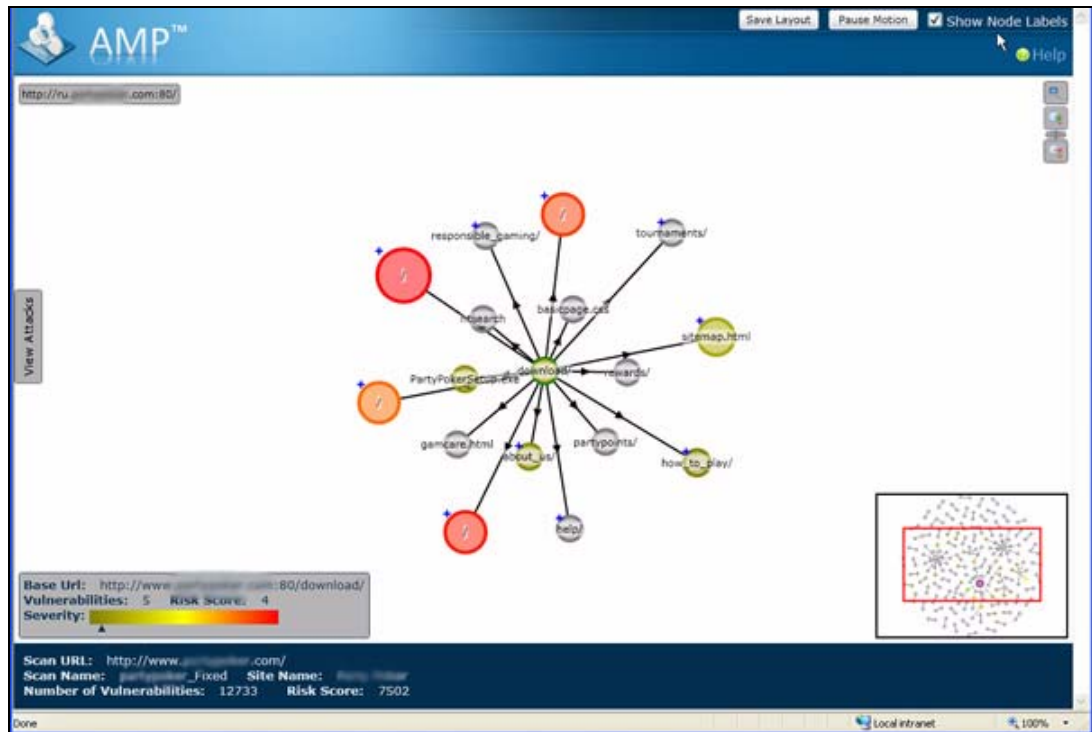 AMP™
Save Layout
Pause Motion
Show Node Labels
Help
http://ru. .com:80/
View Attacks
responsible_gaming/
tournaments/
htsearch
basicpage.css
sitemap.html
PartyPokerSetup.exe
download/
rewards/
gamcare.html
about_us/
partypoints/
how_to_play/
help/
Base Url: http://www. :80/download/
Vulnerabilities: 5 Risk Score: 4
Severity:
Scan URL: http://www. .com/
Scan Name: _Fixed Site Name:
Number of Vulnerabilities: 12733 Risk Score: 7502
Done
Local intranet
100%